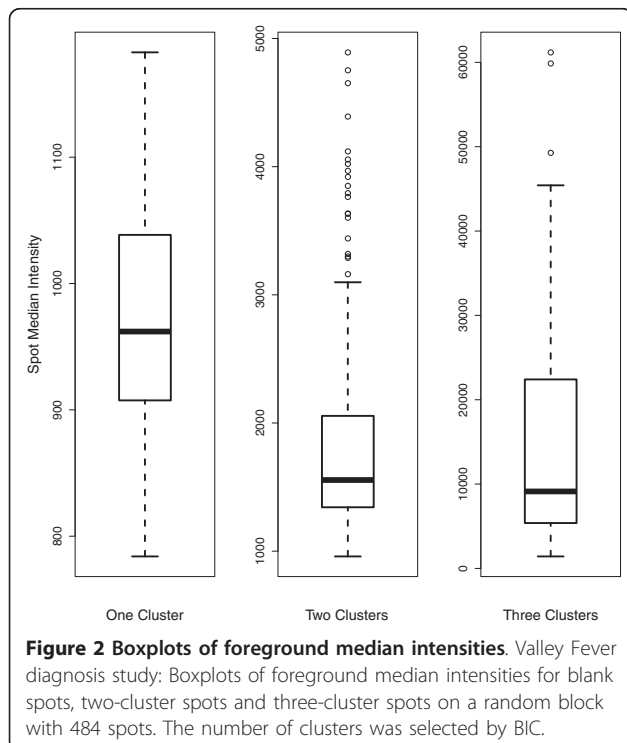 Spot Median Intensity
800
900
1000
1100
1000
2000
3000
4000
5000
0
10000
20000
30000
40000
50000
60000
One Cluster
Two Clusters
Three Clusters
Figure 2 Boxplots of foreground median intensities. Valley Fever
diagnosis study: Boxplots of foreground median intensities for blank
spots, two-cluster spots and three-cluster spots on a random block
with 484 spots. The number of clusters was selected by BIC.